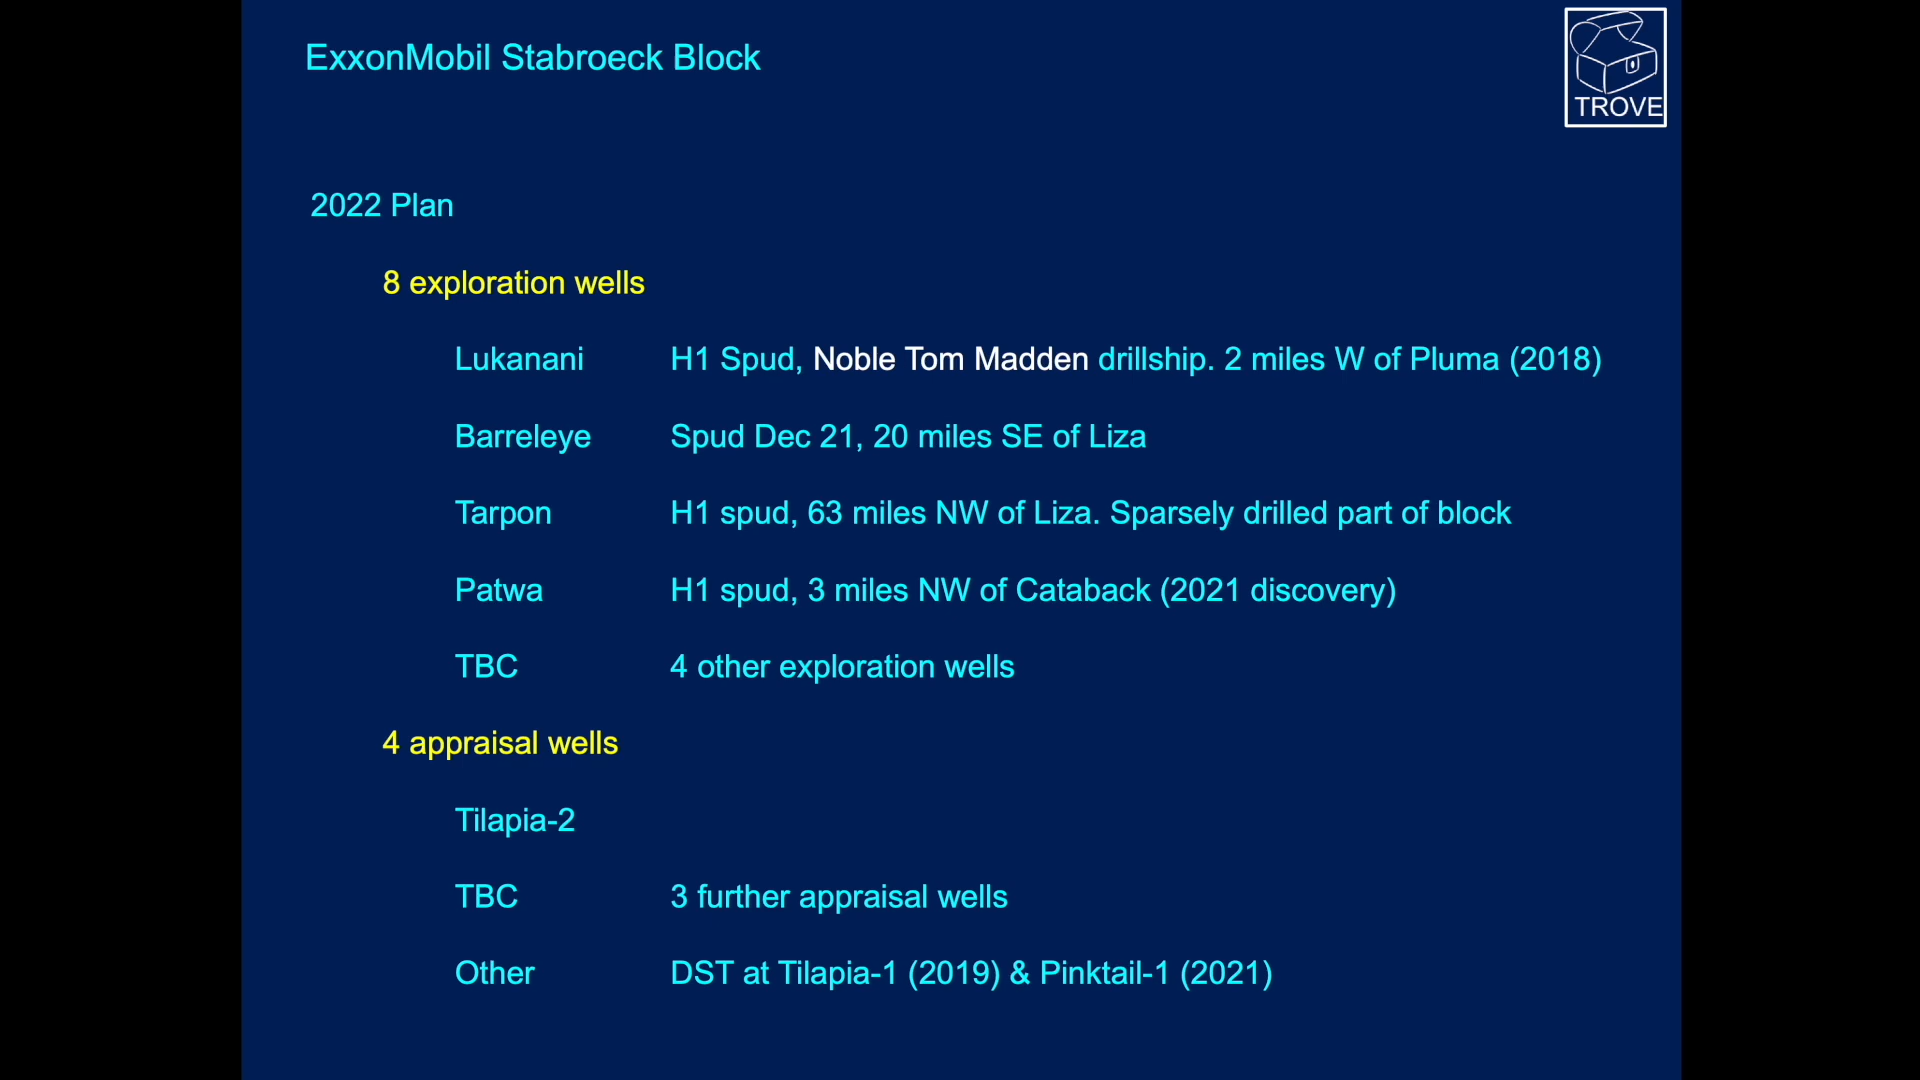 ExxonMobil Stabroeck Block
TROVE
2022 Plan
8 exploration wells
Lukanani H1 Spud, Noble Tom Madden drillship. 2 miles W of Pluma (2018)
Barreleye Spud Dec 21, 20 miles SE of Liza
Tarpon H1 spud, 63 miles NW of Liza. Sparsely drilled part of block
Patwa H1 spud, 3 miles NW of Cataback (2021 discovery)
TBC 4 other exploration wells
4 appraisal wells
Tilapia-2
TBC 3 further appraisal wells
Other DST at Tilapia-1 (2019) & Pinktail-1 (2021)